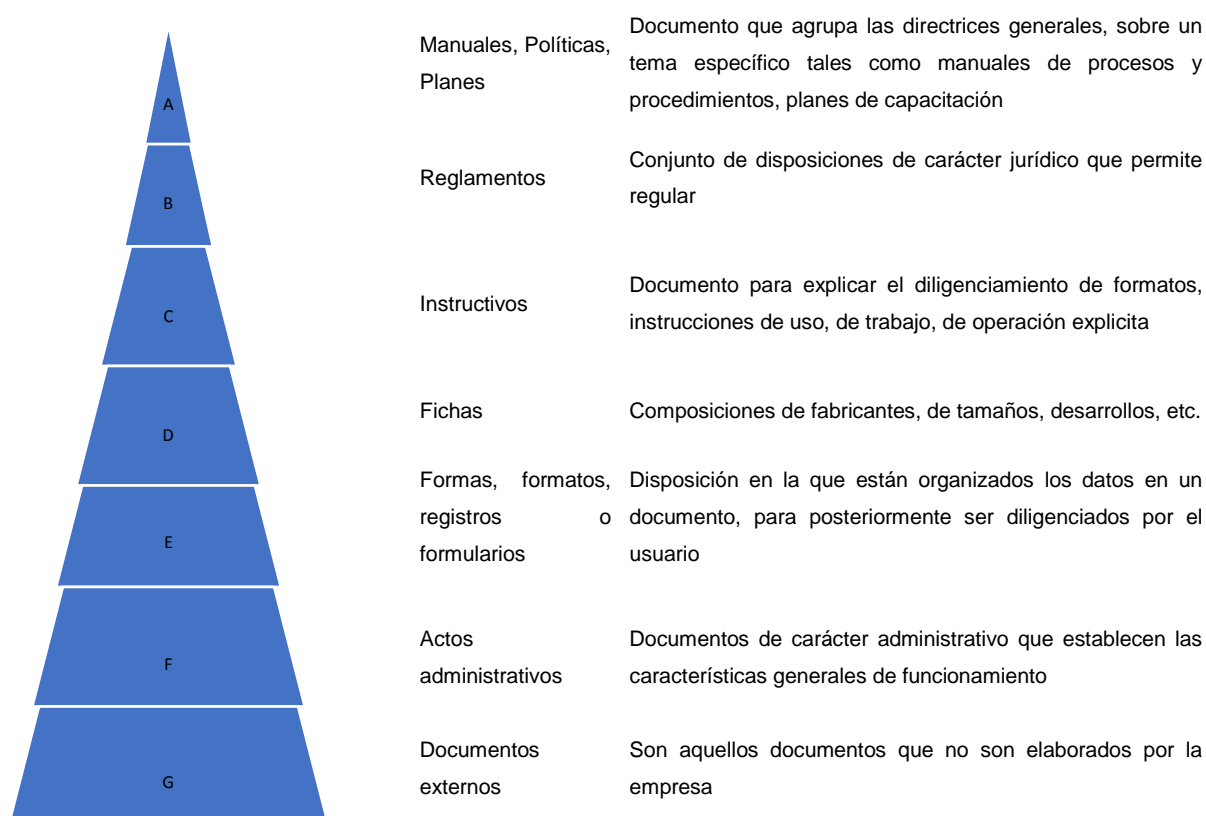 A
Manuales, Políticas,
Planes
Documento que agrupa las directrices generales, sobre un
tema específico tales como manuales de procesos y
procedimientos, planes de capacitación
B
Reglamentos
Conjunto de disposiciones de carácter jurídico que permite
regular
C
Instructivos
Documento para explicar el diligenciamiento de formatos,
instrucciones de uso, de trabajo, de operación explicita
D
Fichas
Composiciones de fabricantes, de tamaños, desarrollos, etc.
E
Formas, formatos,
registros o
formularios
Disposición en la que están organizados los datos en un
documento, para posteriormente ser diligenciados por el
usuario
F
Actos
administrativos
Documentos de carácter administrativo que establecen las
características generales de funcionamiento
G
Documentos
externos
Son aquellos documentos que no son elaborados por la
empresa